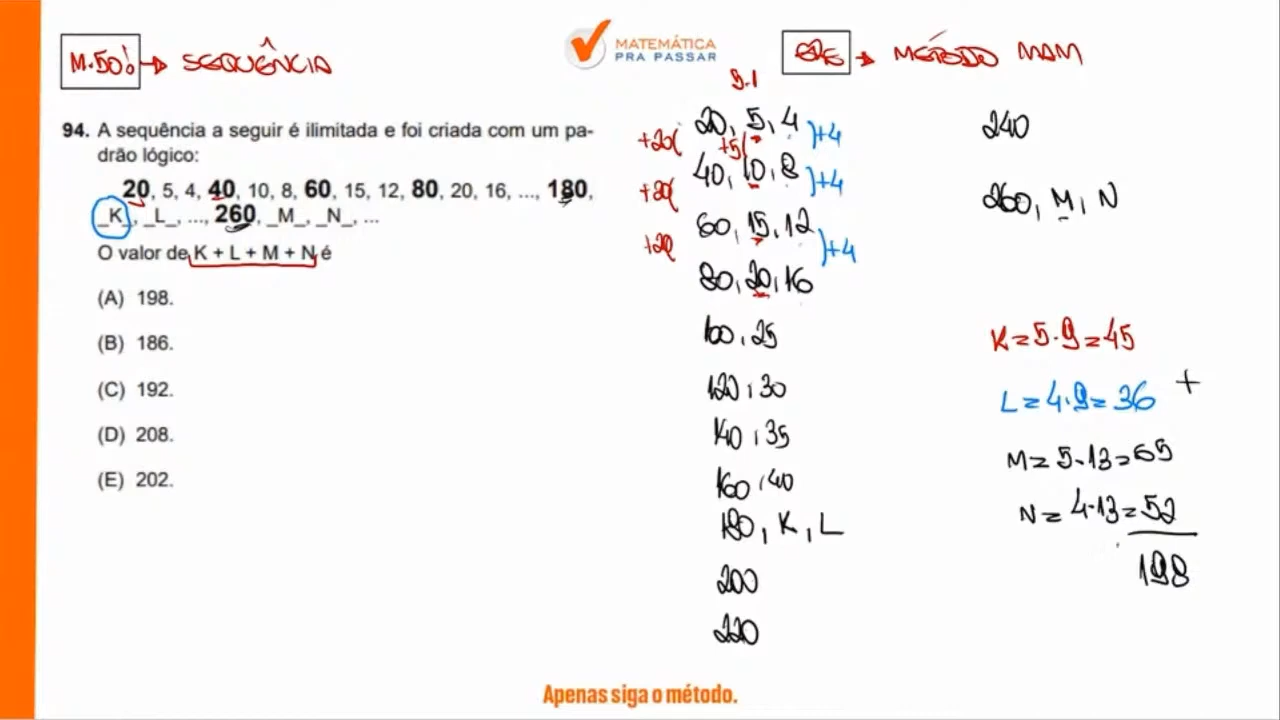 M.50% → SEQUÊNCIA
MATEMÁTICA
PRA PASSAR
→ MÉTODO MAM
94. A sequência a seguir é ilimitada e foi criada com um pa-
drão lógico:
20, 5, 4, 40, 10, 8, 60, 15, 12, 80, 20, 16, ..., 180,
_K_, _L_, ..., 260, _M_, _N_, ...
O valor de K + L + M + N é
(A) 198.
(B) 186.
(C) 192.
(D) 208.
(E) 202.
5.1
20, 5, 4 )+4
+20( +5(
40, 10, 8 )+4
+20(
60, 15, 12
+20( )+4
80, 20, 16
100, 25
120, 30
140, 35
160, 40
180, K, L
200
220
240
260, M, N
K = 5.9 = 45
L = 4.9 = 36 +
M = 5.13 = 65
N = 4.13 = 52
198
Apenas siga o método.